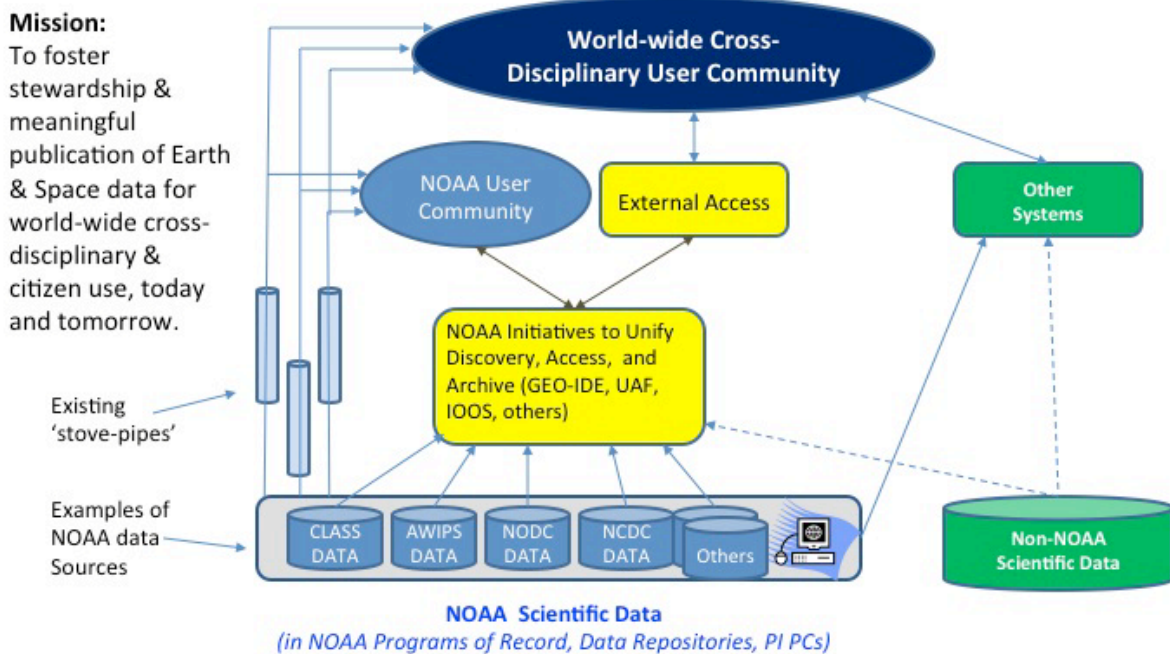 Mission:
To foster
stewardship &
meaningful
publication of Earth
& Space data for
world-wide cross-
disciplinary &
citizen use, today
and tomorrow.
World-wide Cross-
Disciplinary User Community
NOAA User
Community
External Access
Other
Systems
NOAA Initiatives to Unify
Discovery, Access, and
Archive (GEO-IDE, UAF,
IOOS, others)
Existing
‘stove-pipes’
Examples of
NOAA data
Sources
CLASS
DATA
AWIPS
DATA
NODC
DATA
NCDC
DATA
Others
Non-NOAA
Scientific Data
NOAA Scientific Data
(in NOAA Programs of Record, Data Repositories, PI PCs)